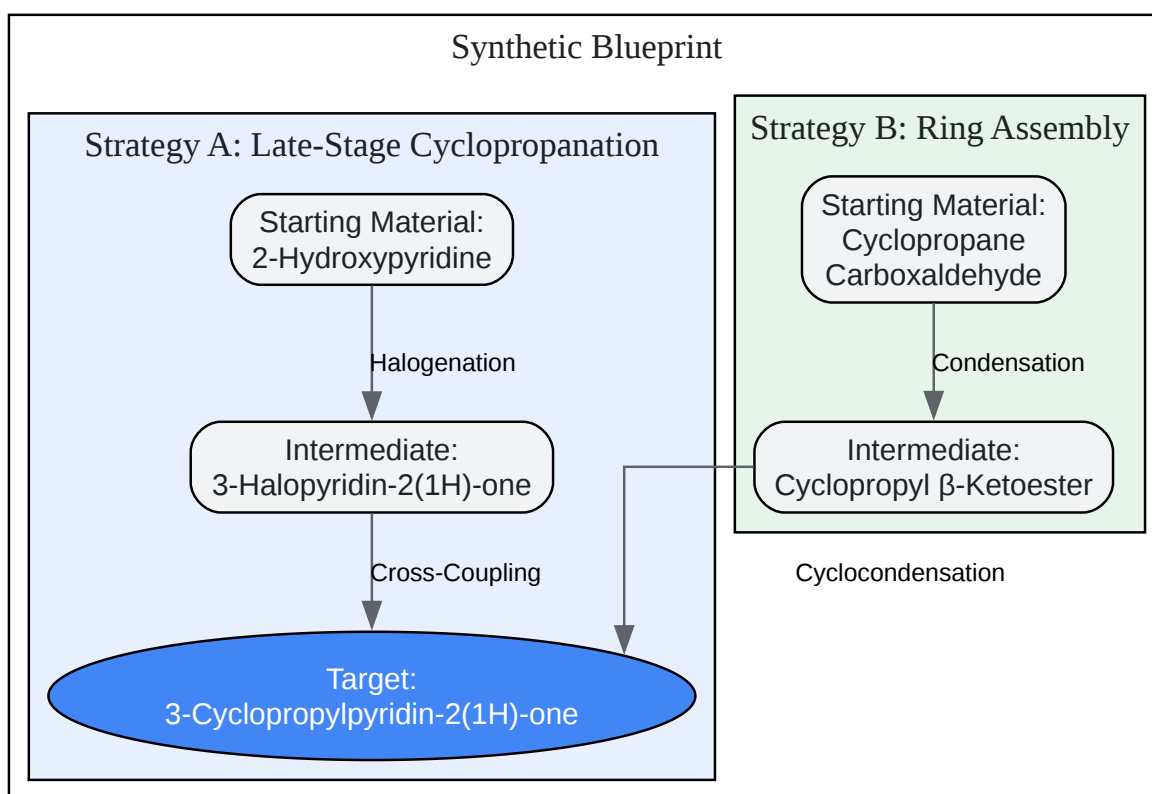 Synthetic Blueprint
Strategy A: Late-Stage Cyclopropanation
Starting Material:
2-Hydroxypyridine
Halogenation
Intermediate:
3-Halopyridin-2(1H)-one
Cross-Coupling
Target:
3-Cyclopropylpyridin-2(1H)-one
Strategy B: Ring Assembly
Starting Material:
Cyclopropane
Carboxaldehyde
Condensation
Intermediate:
Cyclopropyl β-Ketoester
Cyclocondensation